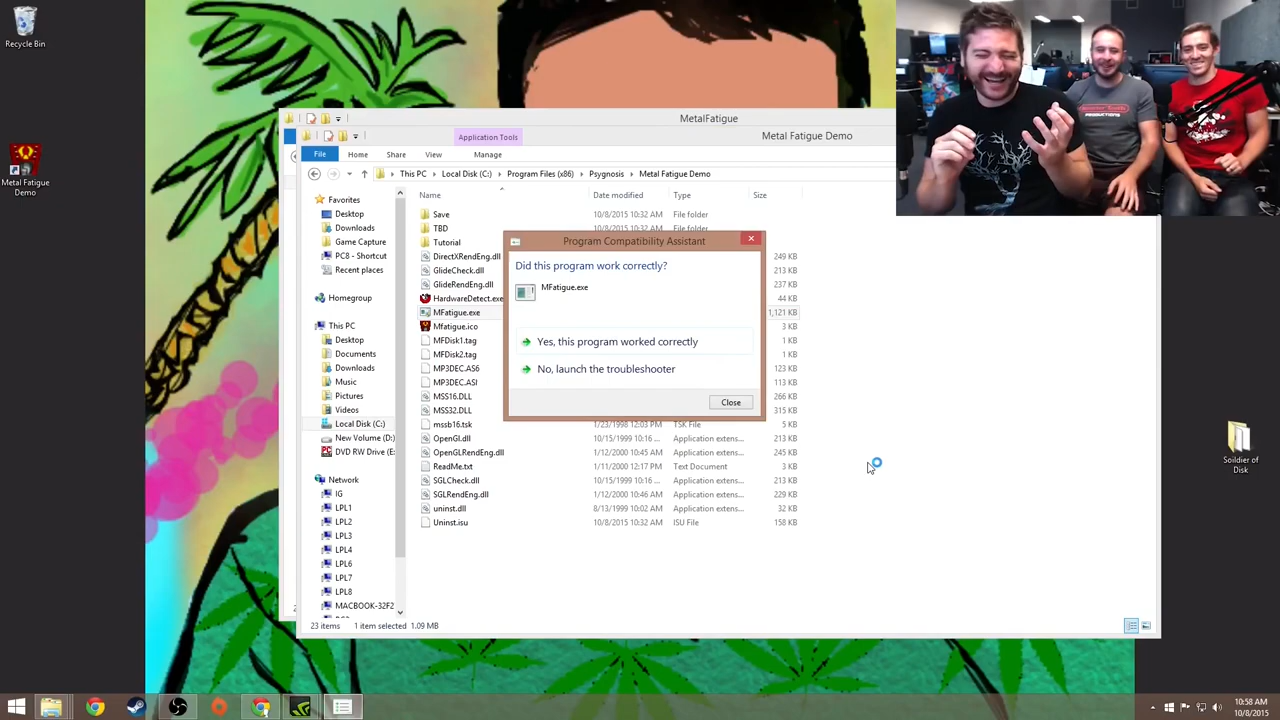 Recycle Bin
Metal Fatigue
Demo
Soildier of
Disk
MetalFatigue
Application Tools
Metal Fatigue Demo
File
Home
Share
View
Manage
This PC
Local Disk (C:)
Program Files (x86)
Psygnosis
Metal Fatigue Demo
Favorites
Desktop
Downloads
Game Capture
PC8 - Shortcut
Recent places
Homegroup
This PC
Desktop
Documents
Downloads
Music
Pictures
Videos
Local Disk (C:)
New Volume (D:)
DVD RW Drive (E:
Network
IG
LPL1
LPL2
LPL3
LPL4
LPL6
LPL7
LPL8
MACBOOK-32F2
Name Date modified Type Size
Save 10/8/2015 10:32 AM File folder
TBD 10/8/2015 10:32 AM File folder
Tutorial
DirectXRendEng.dll 249 KB
GlideCheck.dll 213 KB
GlideRendEng.dll 237 KB
HardwareDetect.exe 44 KB
MFatigue.exe 1,121 KB
Mfatigue.ico 3 KB
MFDisk1.tag 1 KB
MFDisk2.tag 1 KB
MP3DEC.AS6 123 KB
MP3DEC.ASI 113 KB
MSS16.DLL 266 KB
MSS32.DLL 315 KB
mssb16.tsk 1/23/1998 12:03 PM TSK File 5 KB
OpenGl.dll 10/15/1999 10:16 ... Application extens... 213 KB
OpenGLRendEng.dll 1/12/2000 10:45 AM Application extens... 245 KB
ReadMe.txt 1/11/2000 12:17 PM Text Document 3 KB
SGLCheck.dll 10/15/1999 10:16 ... Application extens... 213 KB
SGLRendEng.dll 1/12/2000 10:46 AM Application extens... 229 KB
uninst.dll 8/13/1999 10:02 AM Application extens... 32 KB
Uninst.isu 10/8/2015 10:32 AM ISU File 158 KB
Program Compatibility Assistant
Did this program work correctly?
MFatigue.exe
Yes, this program worked correctly
No, launch the troubleshooter
Close
23 items 1 item selected 1.09 MB
PRODUCTIONS
10:58 AM
10/8/2015